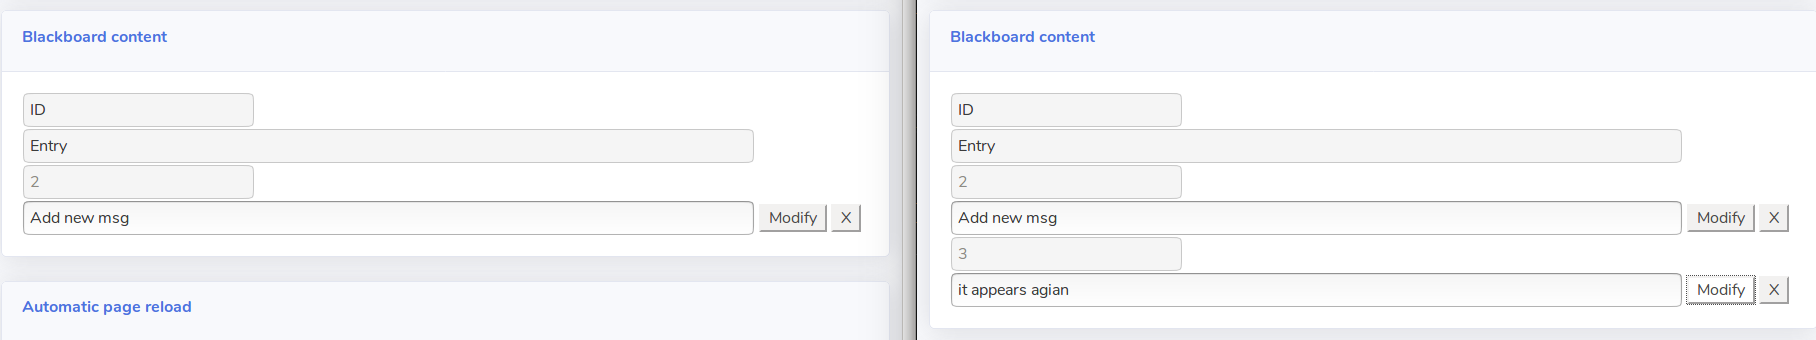 Blackboard content
ID
Entry
2
Add new msg Modify X
Automatic page reload
Blackboard content
ID
Entry
2
Add new msg Modify X
3
it appears agian Modify X